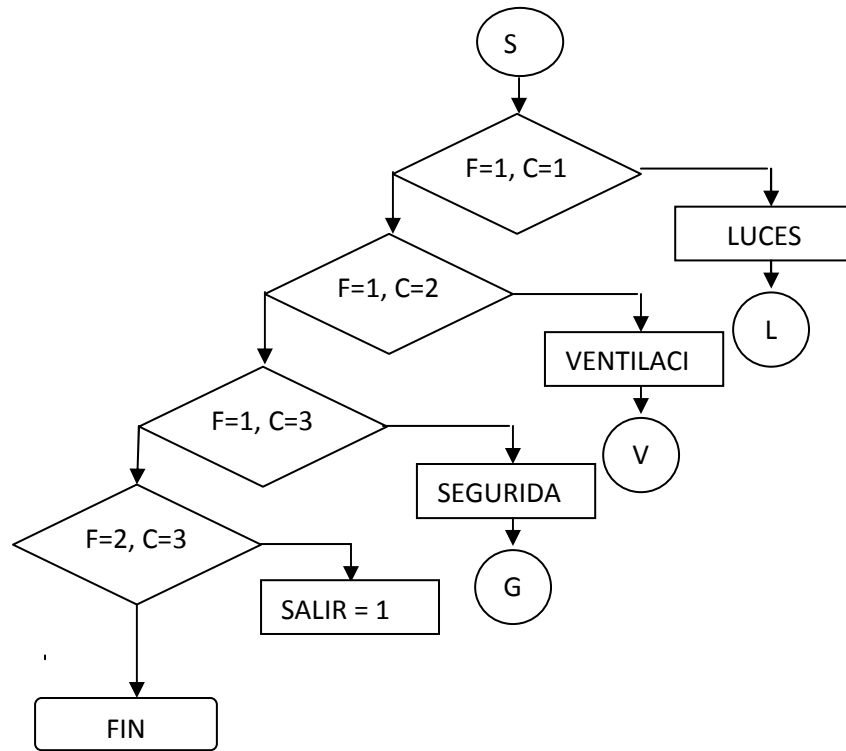 S
F=1, C=1
LUCES
F=1, C=2
L
VENTILACI
F=1, C=3
V
SEGURIDA
F=2, C=3
G
SALIR = 1
FIN